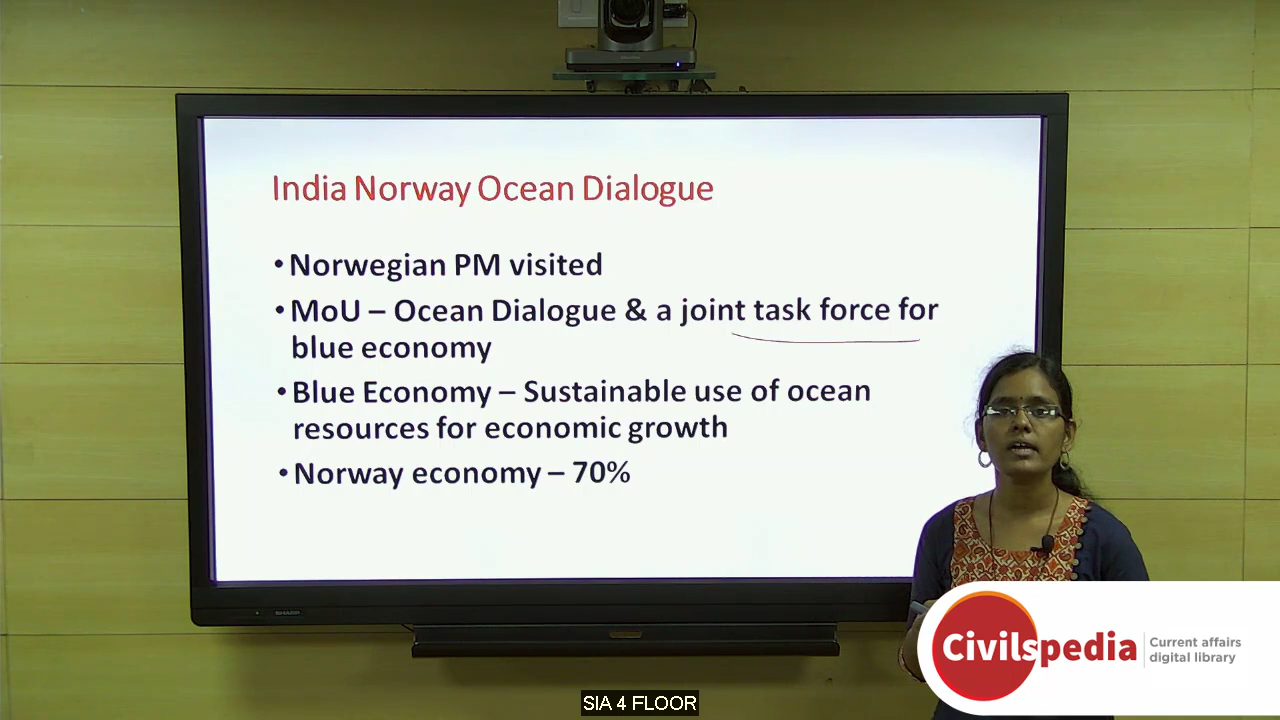 India Norway Ocean Dialogue
• Norwegian PM visited
• MoU – Ocean Dialogue & a joint task force for
blue economy
• Blue Economy – Sustainable use of ocean
resources for economic growth
• Norway economy – 70%
SHARP
Civilspedia
Current affairs
digital library
SIA 4 FLOOR